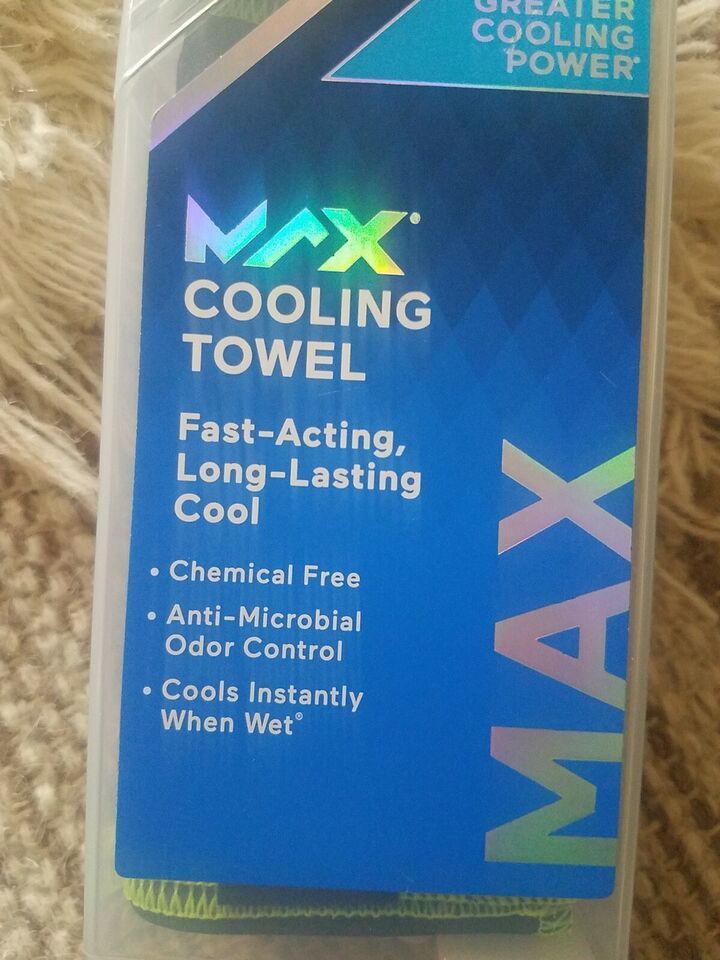 GREATER
COOLING
POWER*
MAX®
COOLING
TOWEL
Fast-Acting,
Long-Lasting
Cool
• Chemical Free
• Anti-Microbial
Odor Control
• Cools Instantly
When Wet®
MAX